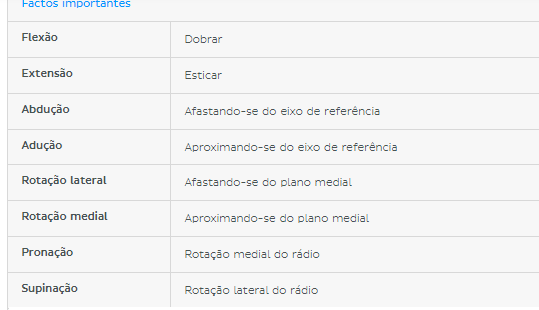 Factos importantes
Flexão Dobrar
Extensão Esticar
Abdução Afastando-se do eixo de referência
Adução Aproximando-se do eixo de referência
Rotação lateral Afastando-se do plano medial
Rotação medial Aproximando-se do plano medial
Pronação Rotação medial do rádio
Supinação Rotação lateral do rádio